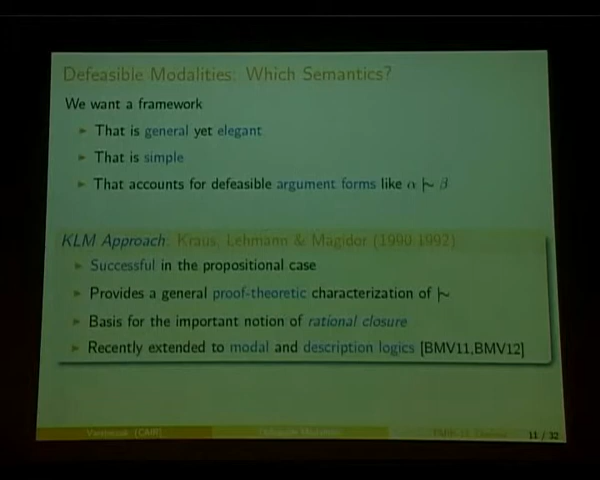 Defeasible Modalities: Which Semantics?
We want a framework
► That is general yet elegant
► That is simple
► That accounts for defeasible argument forms like α |~ β
KLM Approach: Kraus, Lehmann & Magidor (1990,1992)
► Successful in the propositional case
► Provides a general proof-theoretic characterization of |~
► Basis for the important notion of rational closure
► Recently extended to modal and description logics [BMV11,BMV12]
(CAIR)
11 / 32